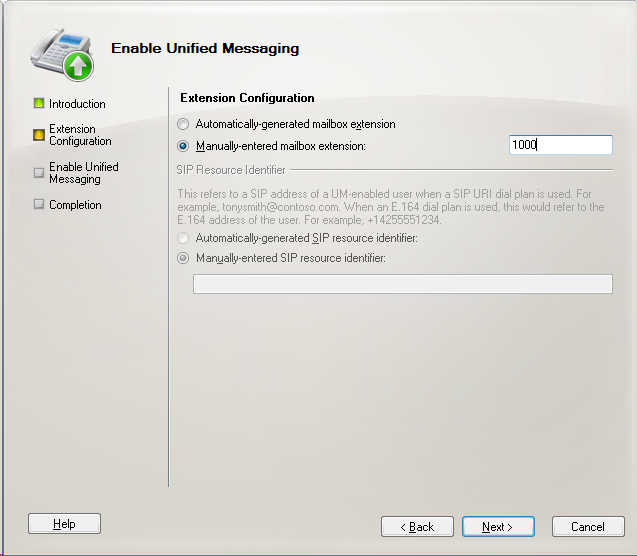 Enable Unified Messaging
Introduction
Extension
Configuration
Enable Unified
Messaging
Completion
Extension Configuration
Automatically-generated mailbox extension
Manually-entered mailbox extension:
1000
SIP Resource Identifier
This refers to a SIP address of a UM-enabled user when a SIP URI dial plan is used. For
example, tonysmith@contoso.com. When an E.164 dial plan is used, this would refer to the
E.164 address of the user. For example, +14255551234.
Automatically-generated SIP resource identifier:
Manually-entered SIP resource identifier:
Help
< Back
Next >
Cancel